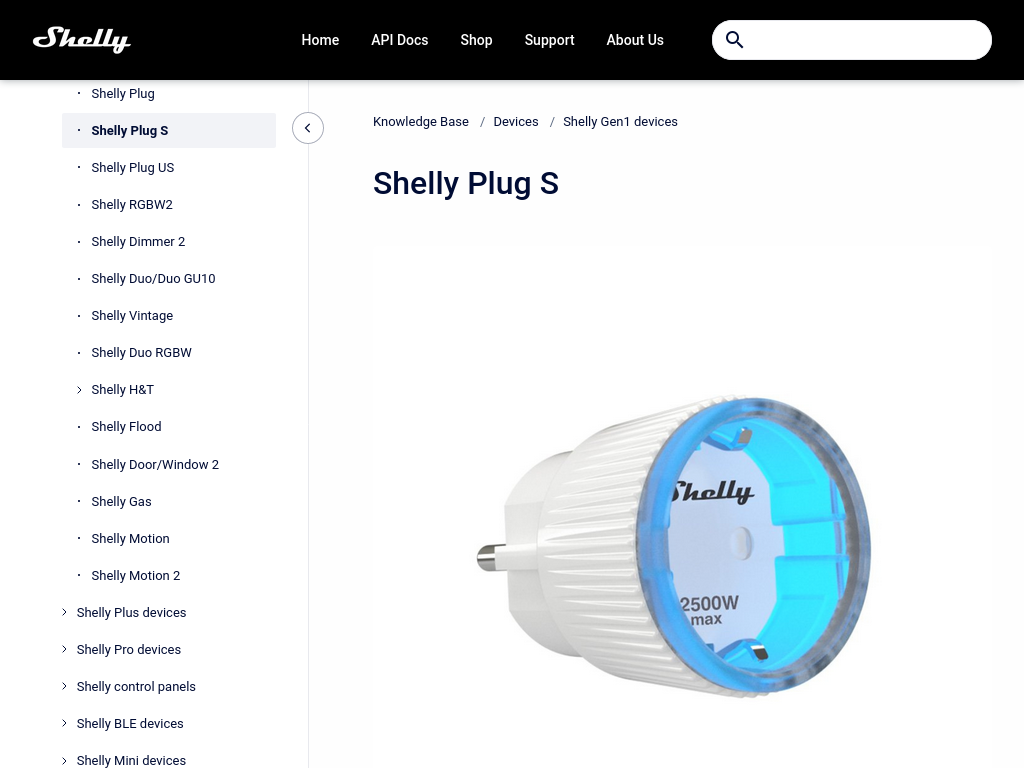 Shelly
Home
API Docs
Shop
Support
About Us
Shelly Plug
Shelly Plug S
Shelly Plug US
Shelly RGBW2
Shelly Dimmer 2
Shelly Duo/Duo GU10
Shelly Vintage
Shelly Duo RGBW
Shelly H&T
Shelly Flood
Shelly Door/Window 2
Shelly Gas
Shelly Motion
Shelly Motion 2
Shelly Plus devices
Shelly Pro devices
Shelly control panels
Shelly BLE devices
Shelly Mini devices
Knowledge Base / Devices / Shelly Gen1 devices
Shelly Plug S
Shelly
2500W
max